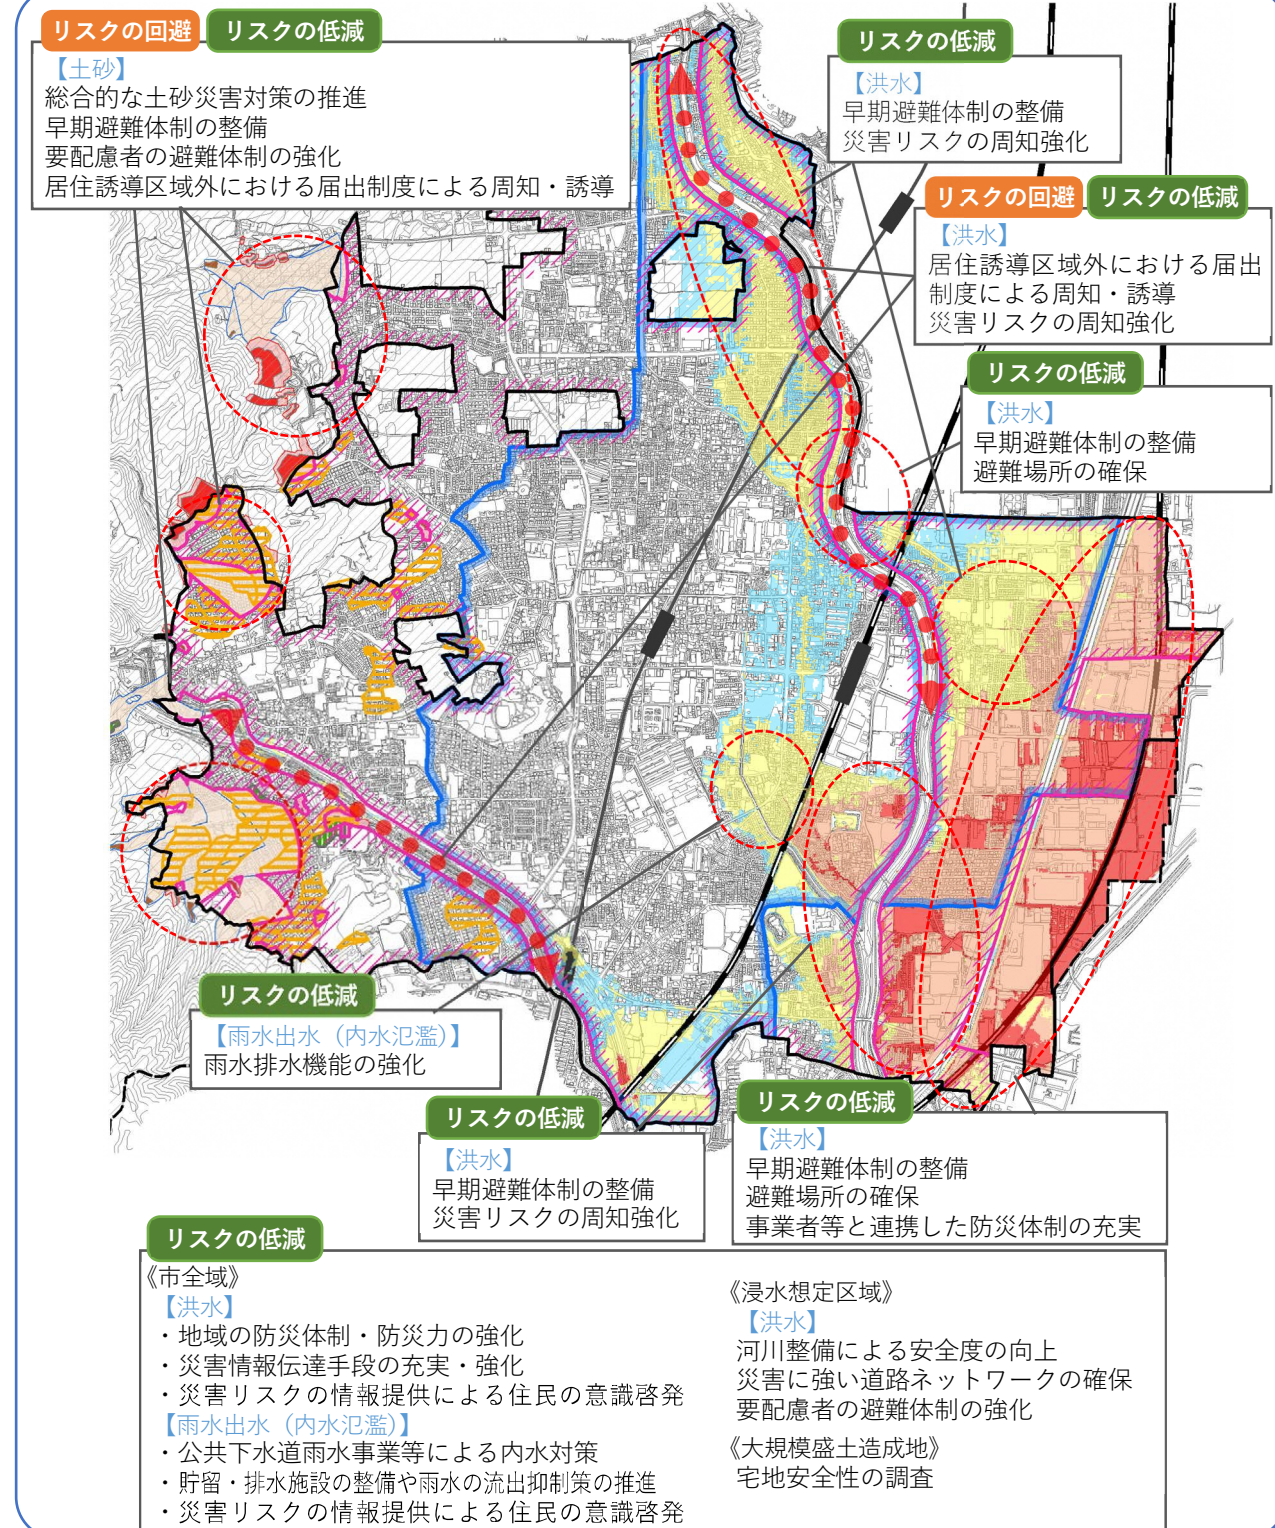 リスクの回避 リスクの低減
【土砂】
総合的な土砂災害対策の推進
早期避難体制の整備
要配慮者の避難体制の強化
居住誘導区域外における届出制度による周知・誘導
リスクの低減
【洪水】
早期避難体制の整備
災害リスクの周知強化
リスクの回避 リスクの低減
【洪水】
居住誘導区域外における届出
制度による周知・誘導
災害リスクの周知強化
リスクの低減
【洪水】
早期避難体制の整備
避難場所の確保
リスクの低減
【雨水出水（内水氾濫）】
雨水排水機能の強化
リスクの低減
【洪水】
早期避難体制の整備
災害リスクの周知強化
リスクの低減
【洪水】
早期避難体制の整備
避難場所の確保
事業者等と連携した防災体制の充実
リスクの低減
《市全域》
【洪水】
・地域の防災体制・防災力の強化
・災害情報伝達手段の充実・強化
・災害リスクの情報提供による住民の意識啓発
【雨水出水（内水氾濫）】
・公共下水道雨水事業等による内水対策
・貯留・排水施設の整備や雨水の流出抑制策の推進
・災害リスクの情報提供による住民の意識啓発
《浸水想定区域》
【洪水】
河川整備による安全度の向上
災害に強い道路ネットワークの確保
要配慮者の避難体制の強化
《大規模盛土造成地》
宅地安全性の調査